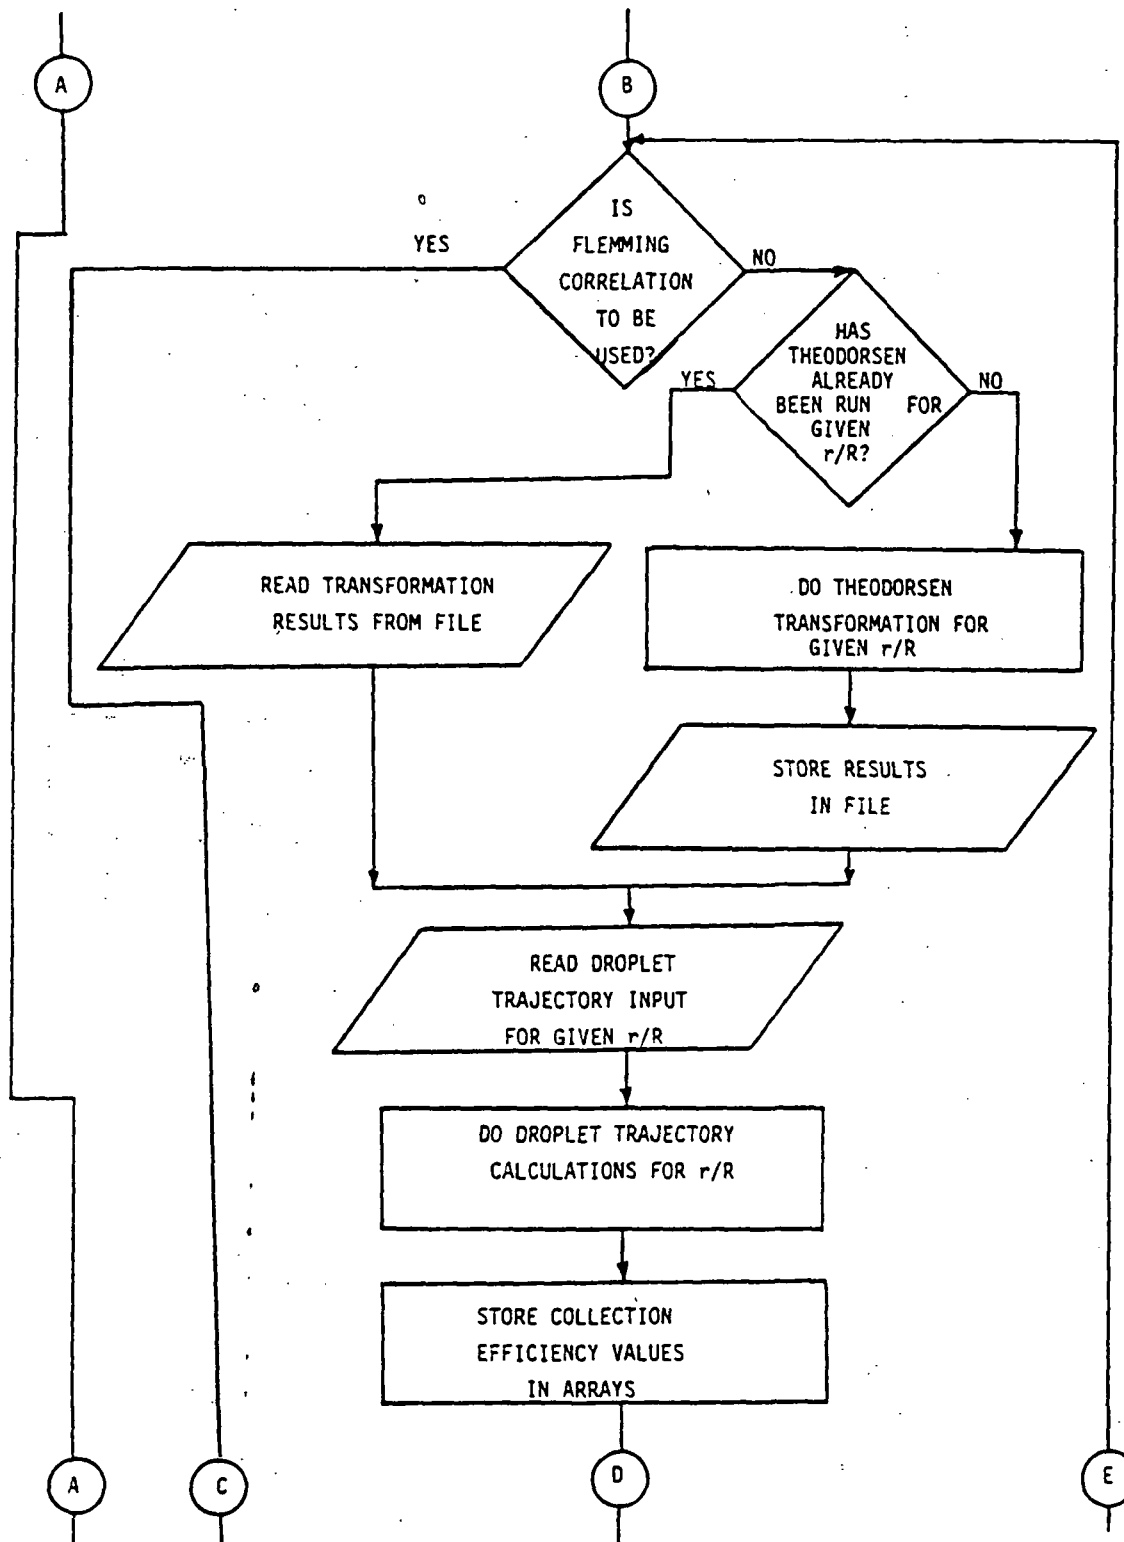 A
B
IS
FLEMMING
CORRELATION
TO BE
USED?
YES
NO
HAS
THEODORSEN
ALREADY
BEEN RUN FOR
GIVEN
r/R?
YES
NO
READ TRANSFORMATION
RESULTS FROM FILE
DO THEODORSEN
TRANSFORMATION FOR
GIVEN r/R
STORE RESULTS
IN FILE
READ DROPLET
TRAJECTORY INPUT
FOR GIVEN r/R
DO DROPLET TRAJECTORY
CALCULATIONS FOR r/R
STORE COLLECTION
EFFICIENCY VALUES
IN ARRAYS
A
C
D
E